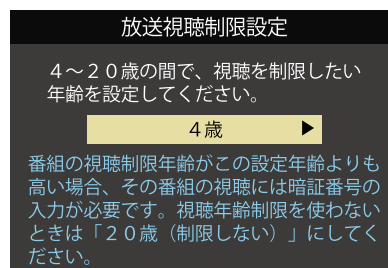 放送視聴制限設定
４～２０歳の間で、視聴を制限したい
年齢を設定してください。
４歳 ▶
番組の視聴制限年齢がこの設定年齢よりも
高い場合、その番組の視聴には暗証番号の
入力が必要です。視聴年齢制限を使わない
ときは「２０歳（制限しない）」にしてく
ださい。